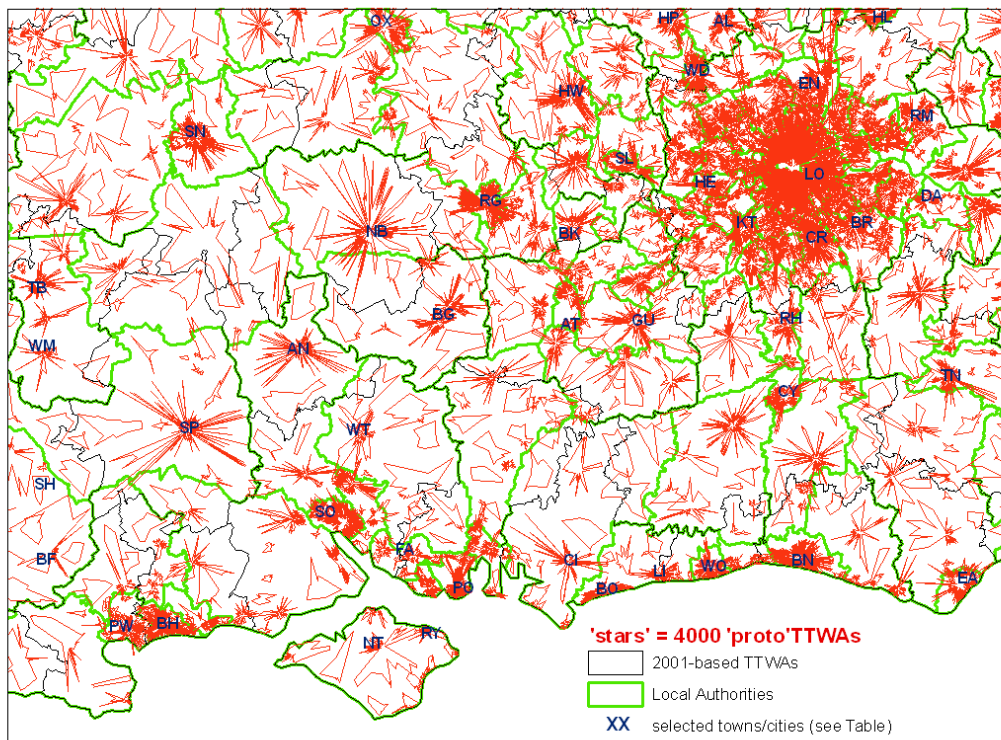 OX
HP
AL
HL
WD
EN
HW
RM
SN
SL
LO
HE
DA
RG
KT
BR
NB
BK
CR
TB
BG
AT
GU
RH
WM
AN
TN
CY
SP
WT
SH
SO
BF
FA
CI
LI
WO
BN
PO
BO
EA
PW
BH
NT
RY
'stars' = 4000 'proto'TTWAs
2001-based TTWAs
Local Authorities
XX selected towns/cities (see Table)